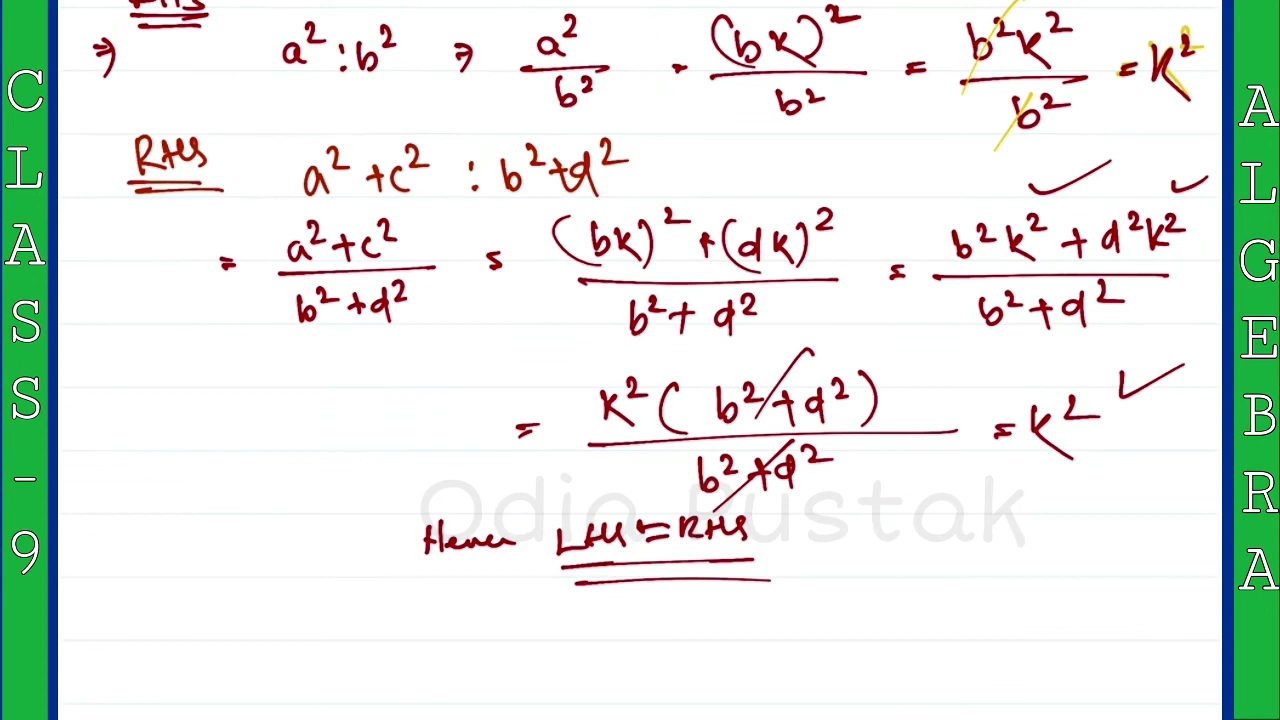 LHS
⇒ a² : b² ⇒ a²/b² = (bk)²/b² = b²k²/b² = k²
RHS a² + c² : b² + d²
= (a² + c²)/(b² + d²) = ((bk)² + (dk)²)/(b² + d²) = (b²k² + d²k²)/(b² + d²)
= k²(b² + d²)/(b² + d²) = k²
Hence LHS = RHS
Odia Pustak
CLASS-9
ALGEBRA